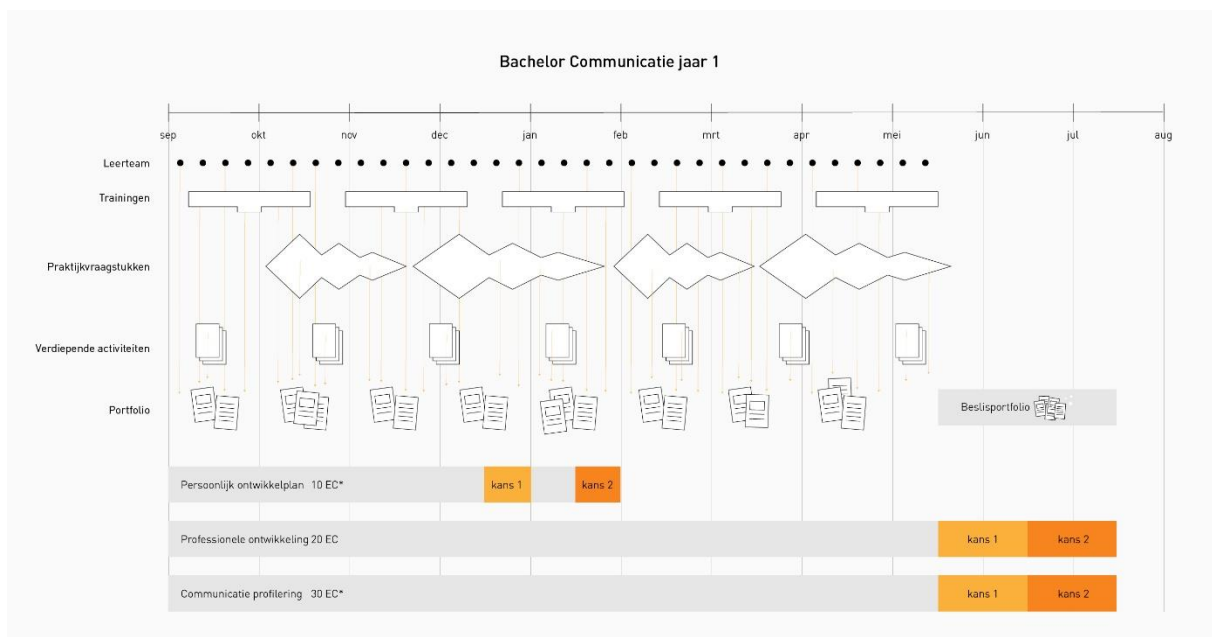 Bachelor Communicatie jaar 1
sep okt nov dec jan feb mrt apr mei jun jul aug
Leerteam
Trainingen
Praktijkvraagstukken
Verdiepende activiteiten
Portfolio
Beslisportfolio
Persoonlijk ontwikkelplan 10 EC* kans 1 kans 2
Professionele ontwikkeling 20 EC kans 1 kans 2
Communicatie profilering 30 EC* kans 1 kans 2